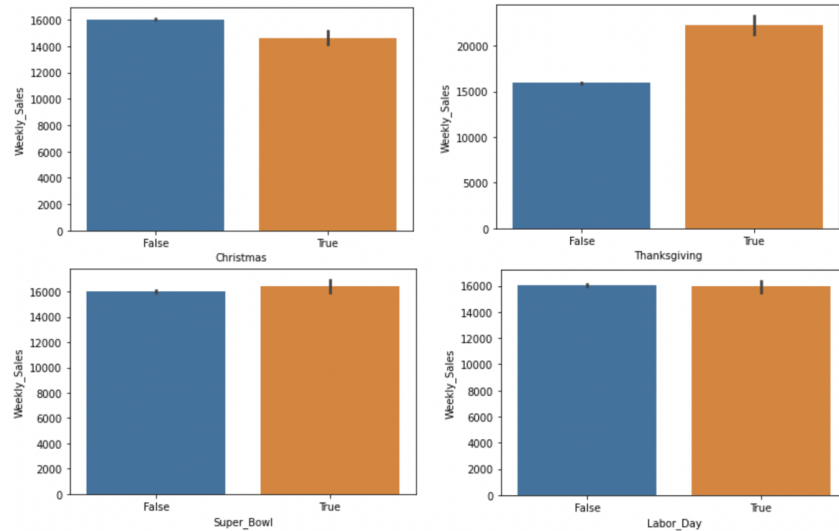 16000
14000
12000
10000
8000
6000
4000
2000
0
Weekly_Sales
False
True
Christmas
20000
15000
10000
5000
0
Weekly_Sales
False
True
Thanksgiving
16000
14000
12000
10000
8000
6000
4000
2000
0
Weekly_Sales
False
True
Super_Bowl
16000
14000
12000
10000
8000
6000
4000
2000
0
Weekly_Sales
False
True
Labor_Day